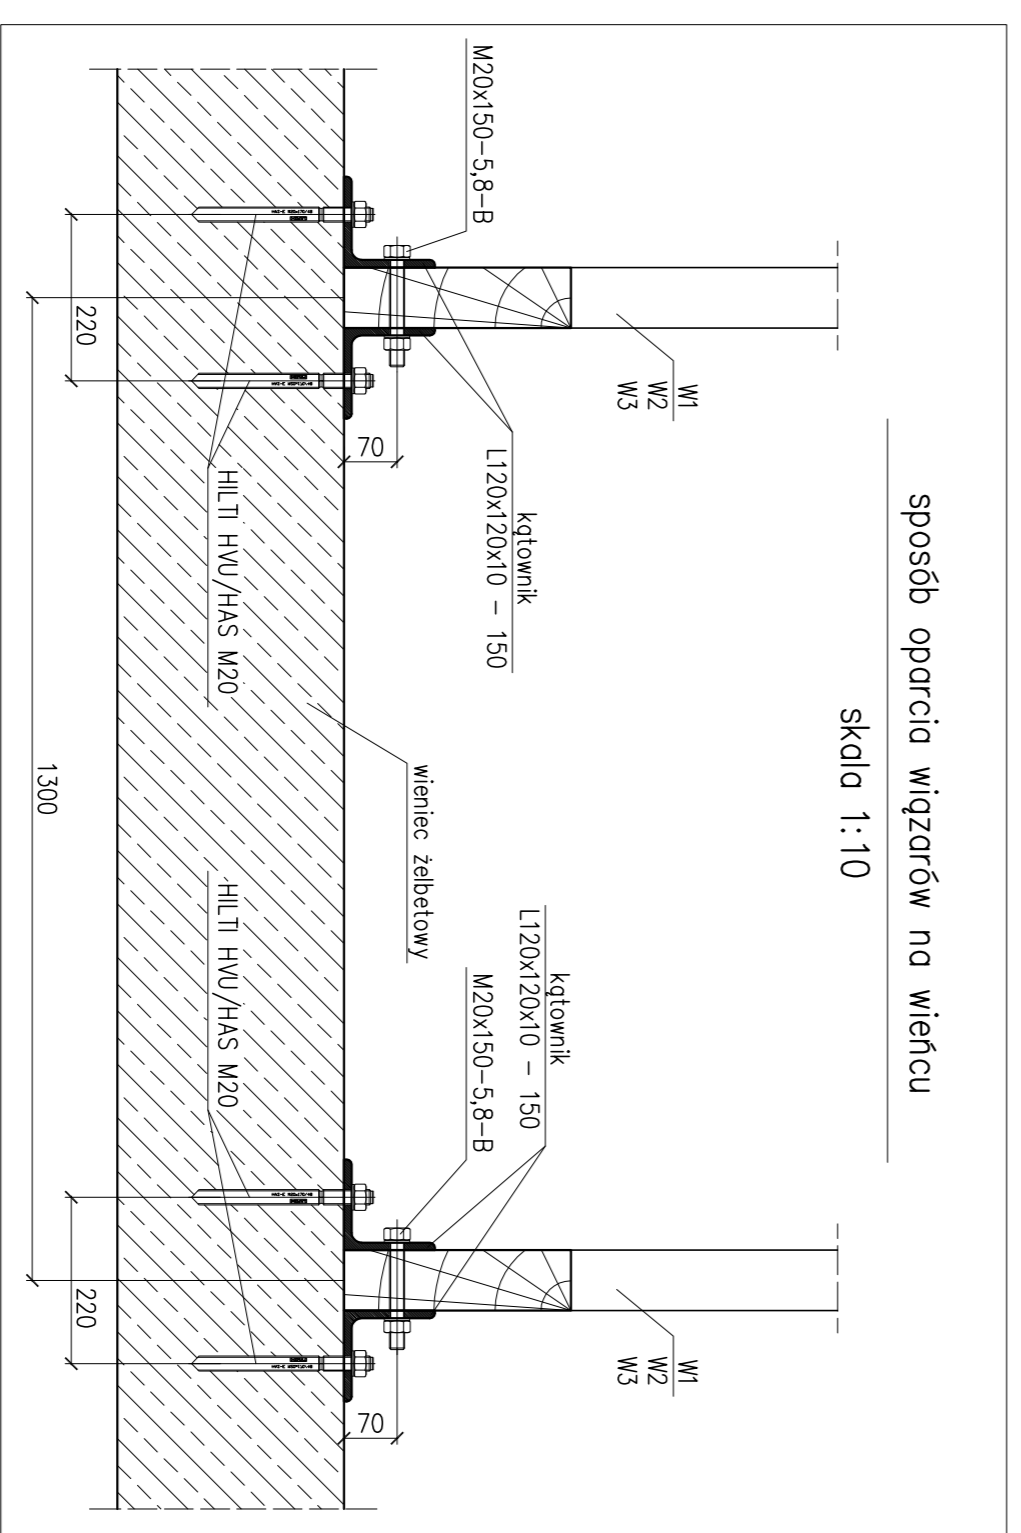 sposób oparcia wiązarów na wieńcu
skala 1:10
W1
W2
W3
W1
W2
W3
kątownik
L120x120x10 - 150
kątownik
L120x120x10 - 150
M20x150-5,8-B
M20x150-5,8-B
wieniec żelbetowy
70
70
HILTI HVU/HAS M20
HILTI HVU/HAS M20
220
220
1300